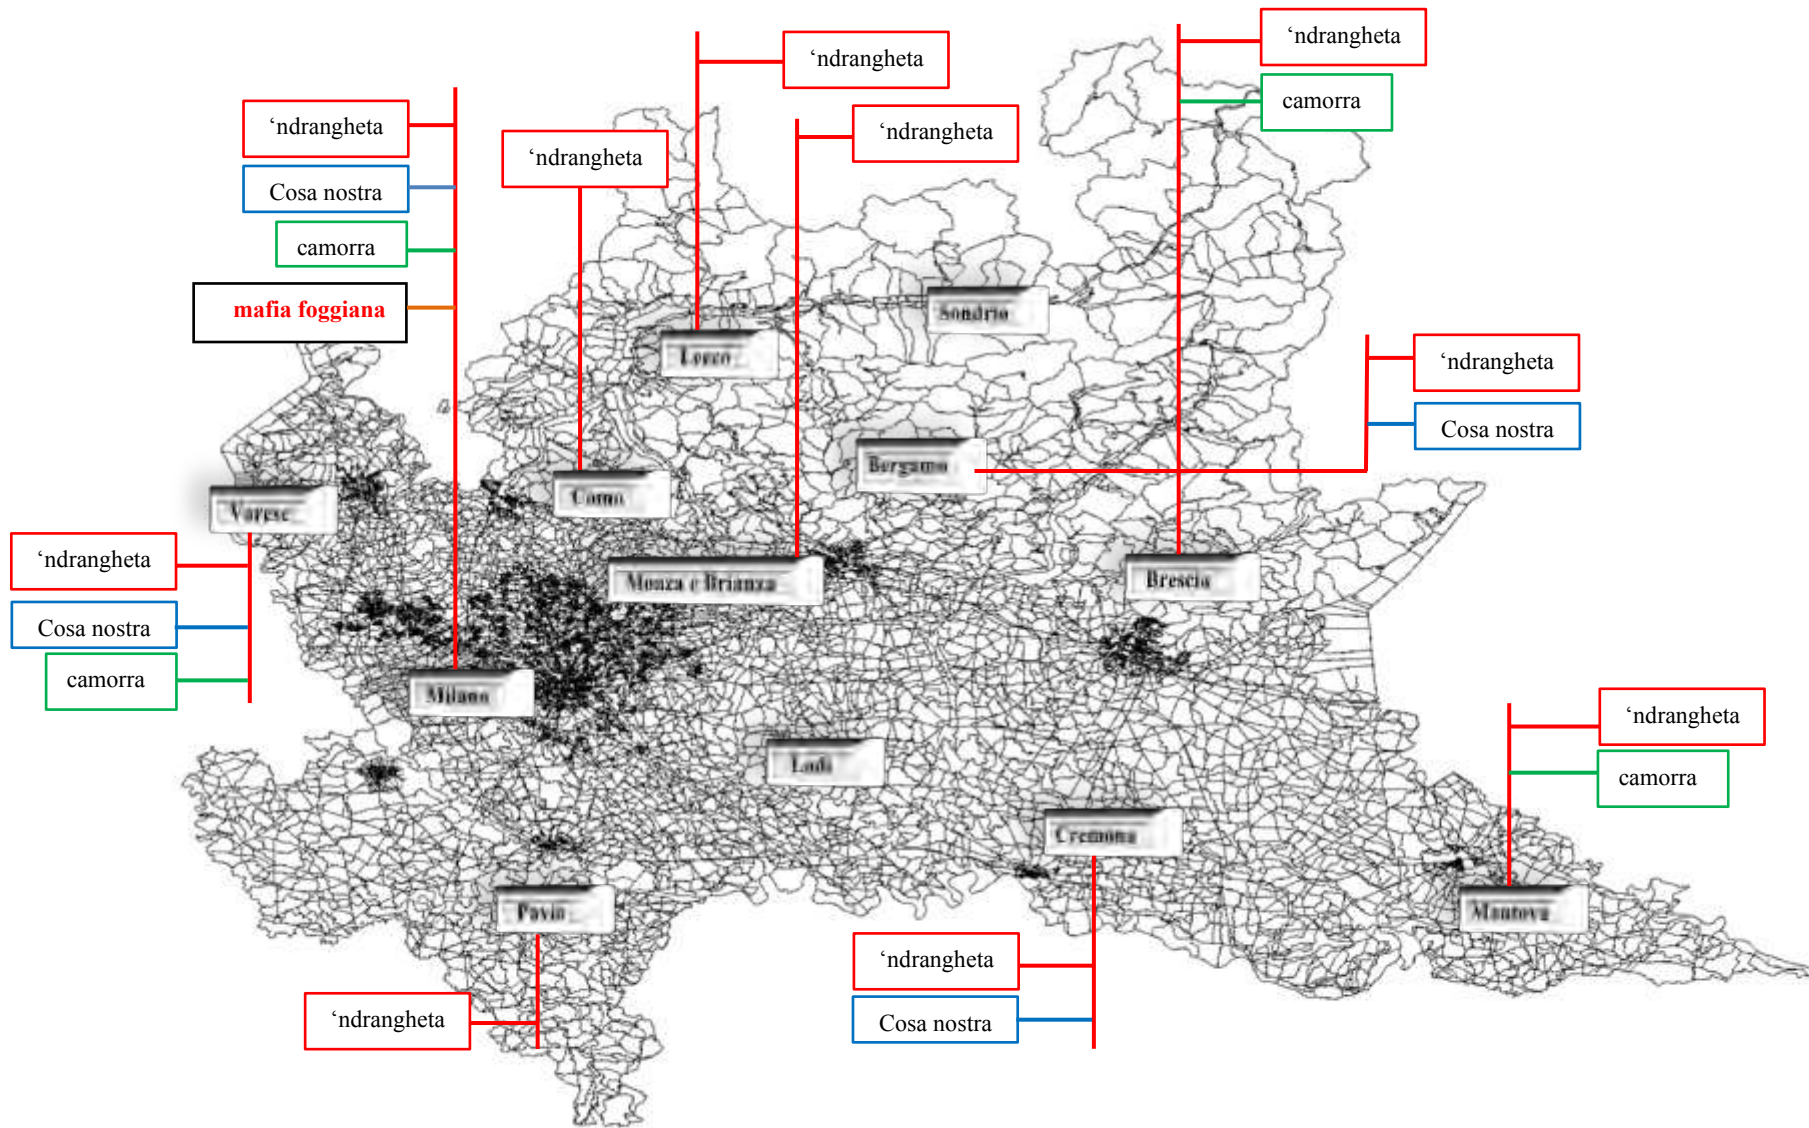 ‘ndrangheta
‘ndrangheta
camorra
‘ndrangheta
‘ndrangheta
‘ndrangheta
Cosa nostra
camorra
mafia foggiana
Sondrio
Lecco
‘ndrangheta
Cosa nostra
Bergamo
Como
Varese
‘ndrangheta
Cosa nostra
camorra
Monza e Brianza
Brescia
Milano
Lodi
‘ndrangheta
camorra
Cremona
Mantova
Pavia
‘ndrangheta
Cosa nostra
‘ndrangheta